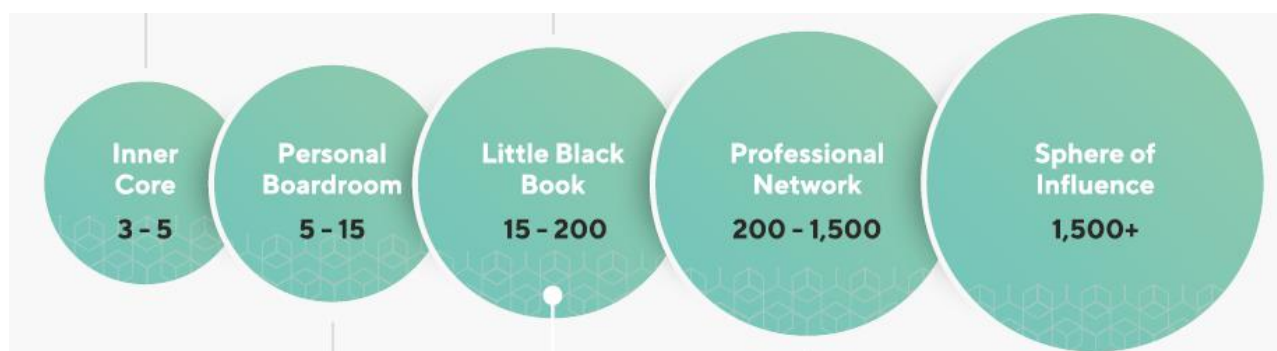 Inner
Core
3 - 5
Personal
Boardroom
5 - 15
Little Black
Book
15 - 200
Professional
Network
200 - 1,500
Sphere of
Influence
1,500+